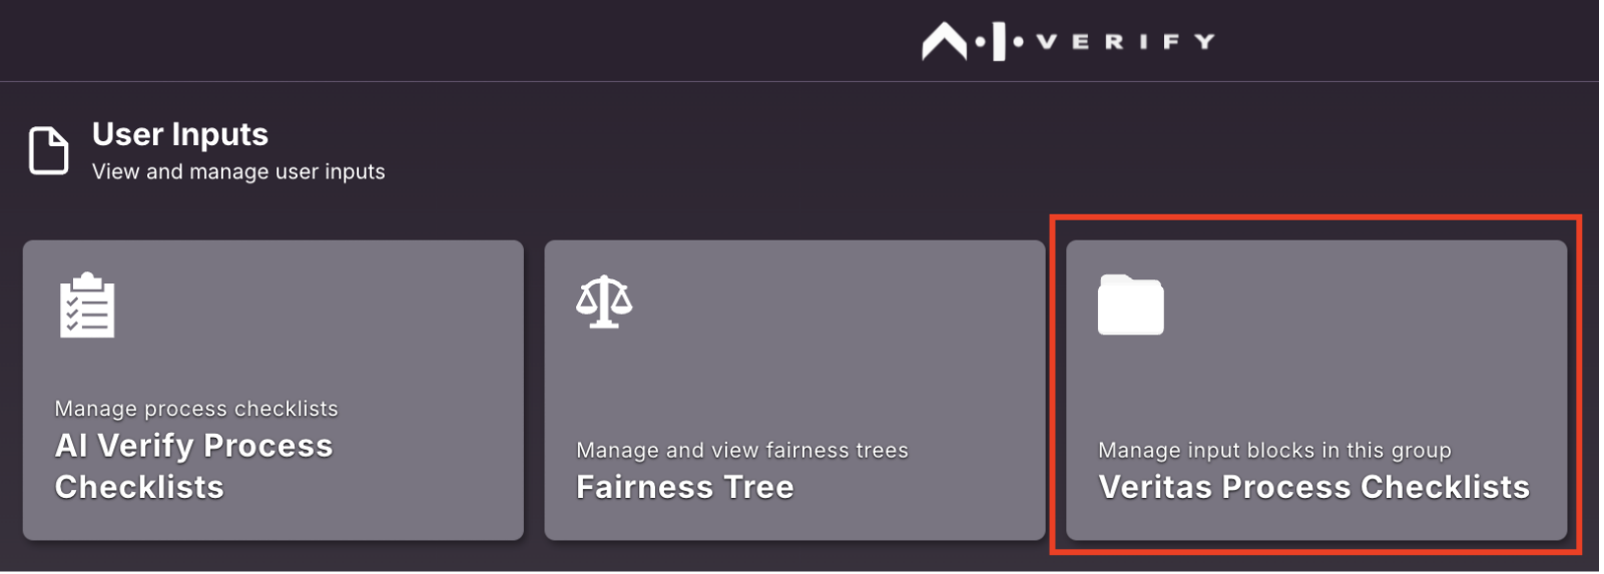 A·I·VERIFY
User Inputs
View and manage user inputs
Manage process checklists
AI Verify Process
Checklists
Manage and view fairness trees
Fairness Tree
Manage input blocks in this group
Veritas Process Checklists